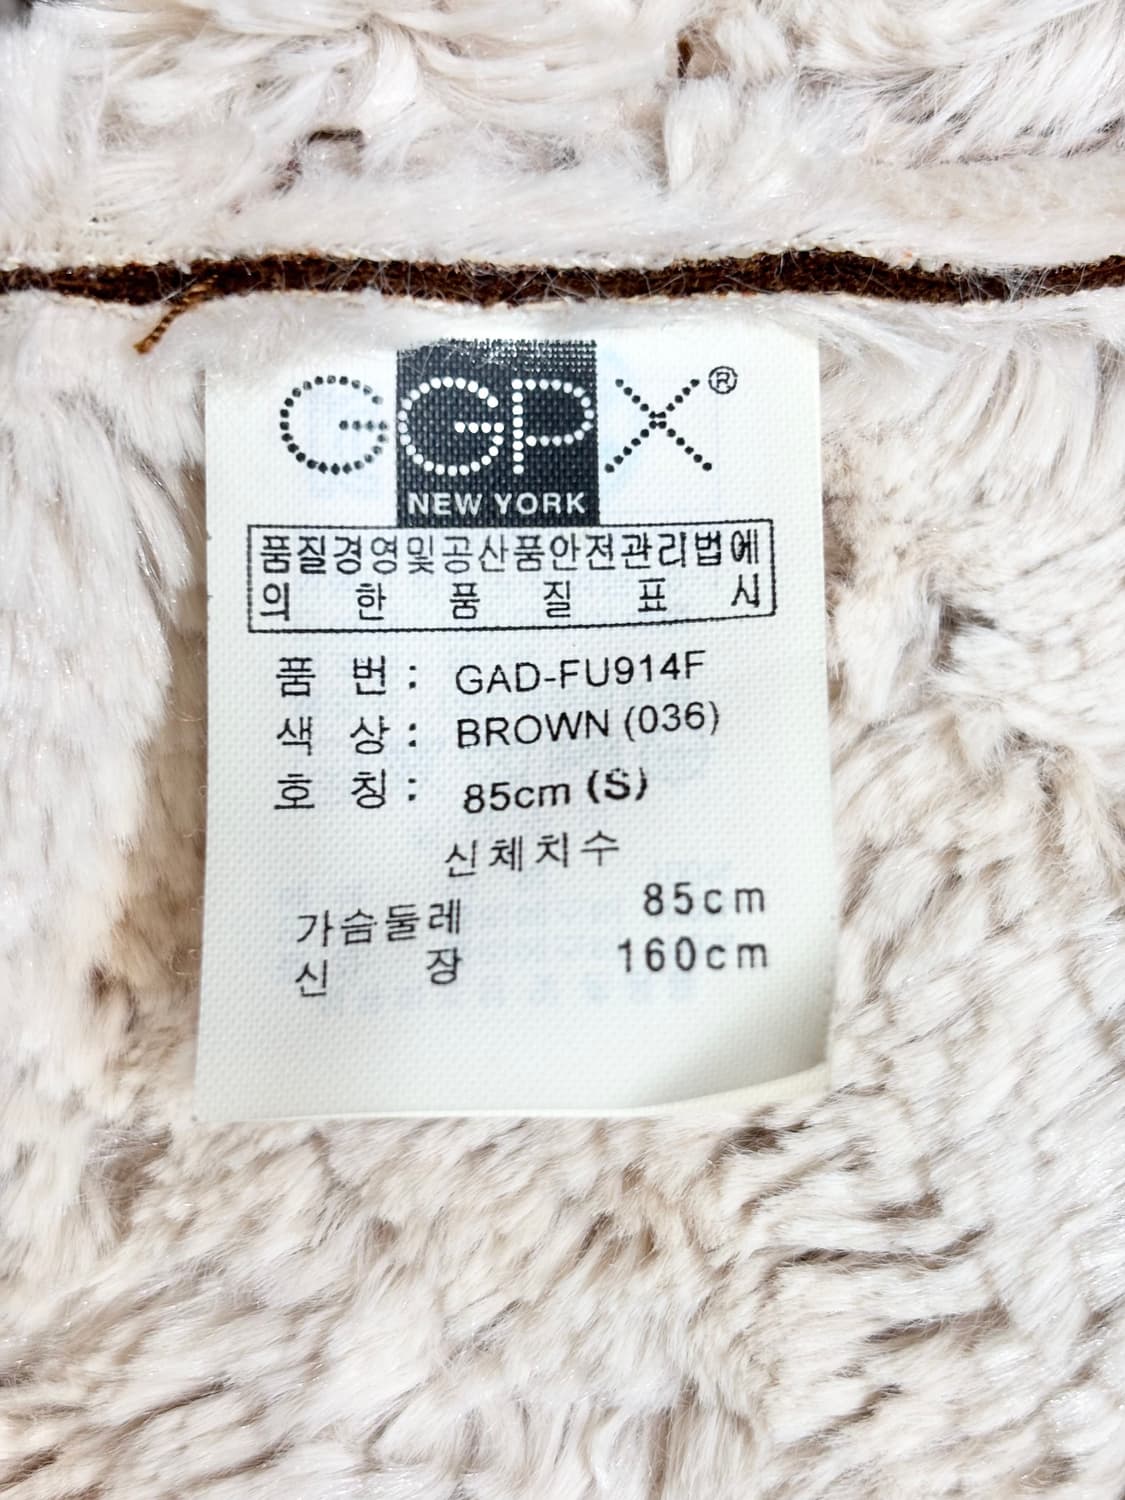 GGPX®
NEW YORK
품질경영및공산품안전관리법에
의 한 품 질 표 시
품 번 : GAD-FU914F
색 상 : BROWN (036)
호 칭 : 85cm (S)
신체치수
가슴둘레 85cm
신 장 160cm